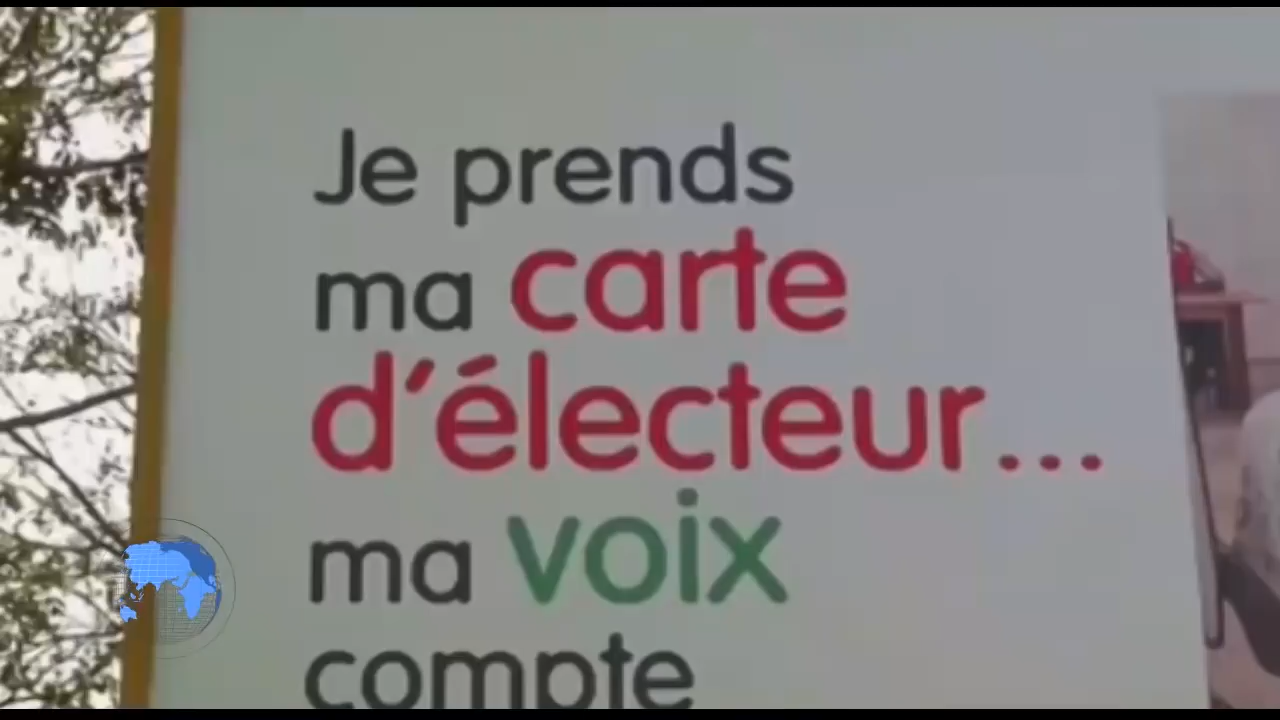 Je prends
ma carte
d'électeur...
ma voix
compte